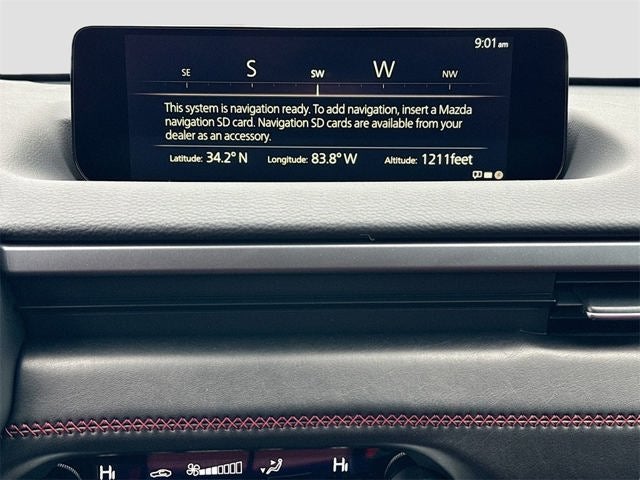 9:01 am
SE S SW W NW
This system is navigation ready. To add navigation, insert a Mazda
navigation SD card. Navigation SD cards are available from your
dealer as an accessory.
Latitude: 34.2° N Longitude: 83.8° W Altitude: 1211feet
HI HI